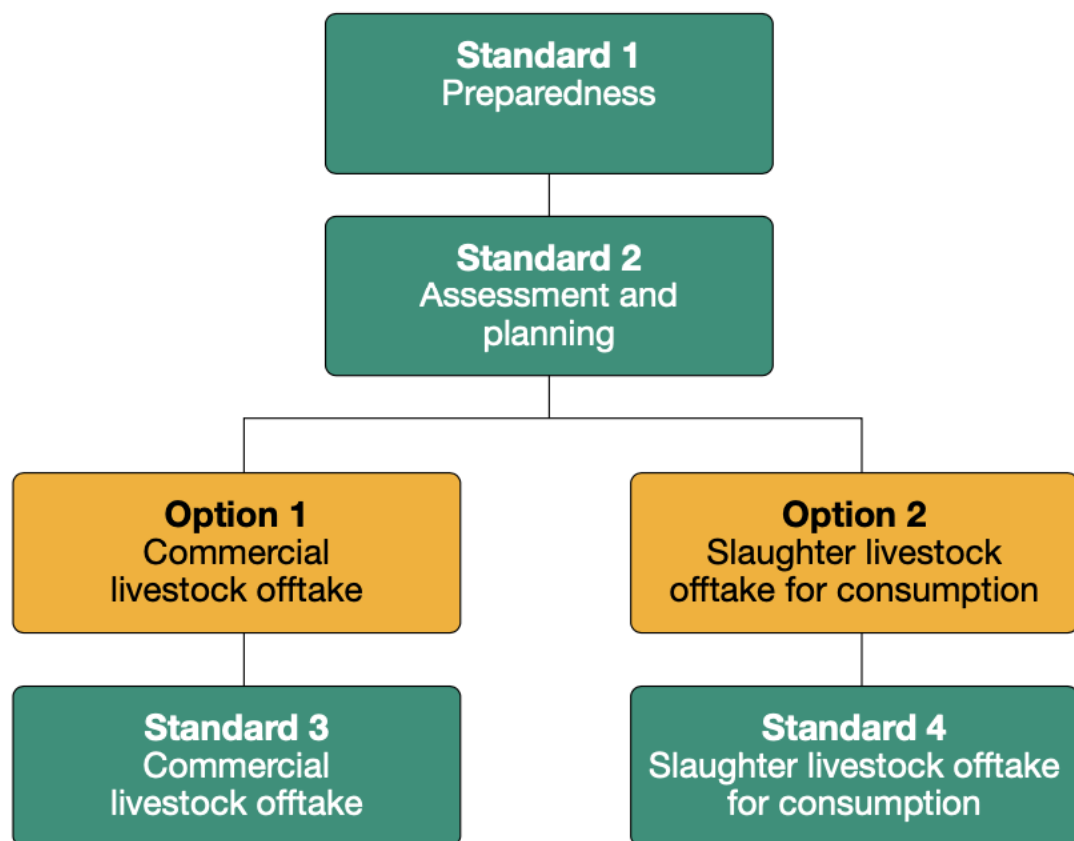 Standard 1
Preparedness
Standard 2
Assessment and
planning
Option 1
Commercial
livestock offtake
Option 2
Slaughter livestock
offtake for consumption
Standard 3
Commercial
livestock offtake
Standard 4
Slaughter livestock offtake
for consumption